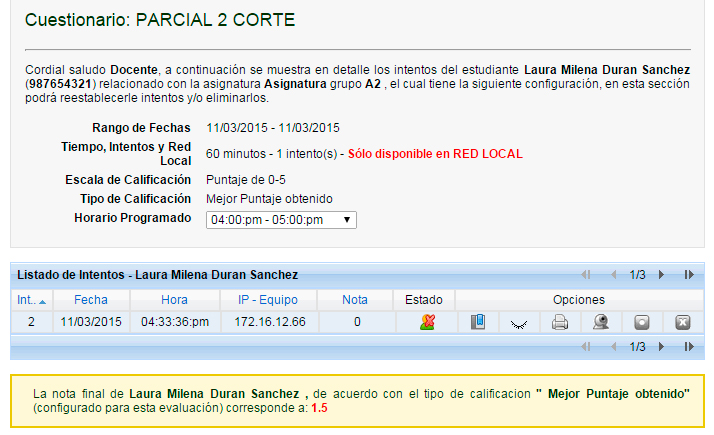 Cuestionario: PARCIAL 2 CORTE
Cordial saludo Docente, a continuación se muestra en detalle los intentos del estudiante Laura Milena Duran Sanchez
(987654321) relacionado con la asignatura Asignatura grupo A2 , el cual tiene la siguiente configuración, en esta sección
podrá reestablecerle intentos y/o eliminarlos.
Rango de Fechas 11/03/2015 - 11/03/2015
Tiempo, Intentos y Red
Local 60 minutos - 1 intento(s) - Sólo disponible en RED LOCAL
Escala de Calificación Puntaje de 0-5
Tipo de Calificación Mejor Puntaje obtenido
Horario Programado 04:00:pm - 05:00:pm
Listado de Intentos - Laura Milena Duran Sanchez 1/3
Int.. Fecha Hora IP - Equipo Nota Estado Opciones
2 11/03/2015 04:33:36:pm 172.16.12.66 0
1/3
La nota final de Laura Milena Duran Sanchez , de acuerdo con el tipo de calificacion " Mejor Puntaje obtenido"
(configurado para esta evaluación) corresponde a: 1.5